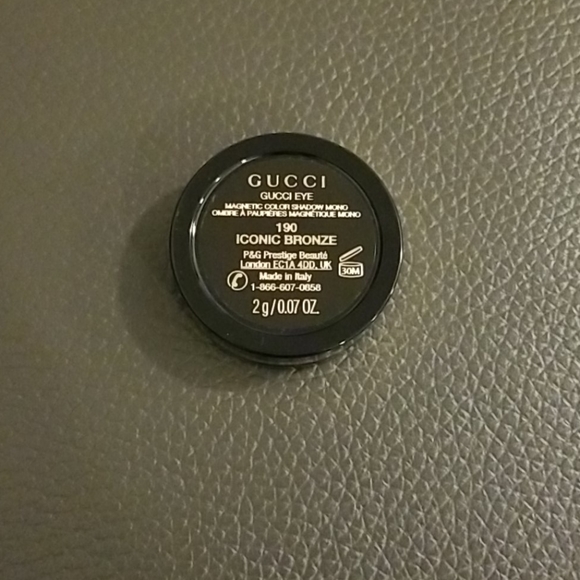 GUCCI
GUCCI EYE
MAGNETIC COLOR SHADOW MONO
OMBRE À PAUPIÈRES MAGNÉTIQUE MONO
190
ICONIC BRONZE
P&G Prestige Beauté
London EC1A 4DD, UK
30M
Made in Italy
1-866-607-0858
2 g/0.07 OZ.